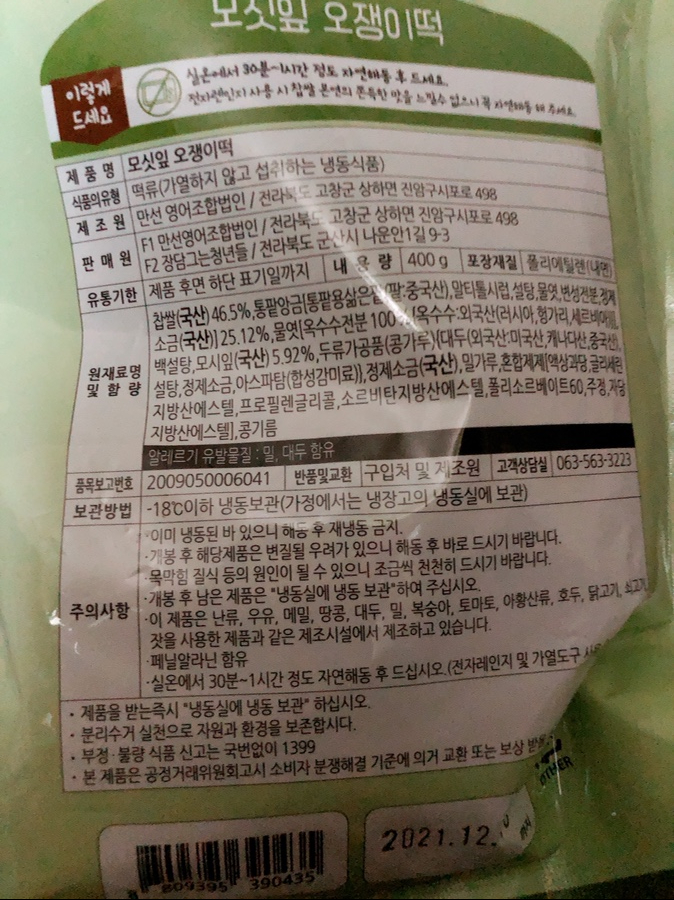 모싯잎 오쟁이떡
이렇게
드세요
실온에서 30분~1시간 정도 자연해동 후 드세요.
전자렌인지 사용 시 찹쌀 본연의 쫀득한 맛을 느낄수 없으니 꼭 자연해동 해 주세요.
제 품 명 모싯잎 오쟁이떡
식품의유형 떡류(가열하지 않고 섭취하는 냉동식품)
제 조 원 만선 영어조합법인 / 전라북도 고창군 상하면 진암구시포로 498
판 매 원 F1 만선영어조합법인 / 전라북도 고창군 상하면 진암구시포로 498
F2 장담그는청년들 / 전라북도 군산시 나운안1길 9-3
유통기한 제품 후면 하단 표기일까지 내 용 량 400 g 포장재질 폴리에틸렌(내면)
원재료명 및 함 량
찹쌀(국산) 46.5%, 통팥앙금[통팥용삶은팥(팥:중국산), 말티톨시럽, 설탕, 물엿, 변성전분, 정제
소금(국산)] 25.12%, 물엿[옥수수전분 100%(옥수수:외국산(러시아, 헝가리, 세르비아)],
백설탕, 모시잎(국산) 5.92%, 두류가공품(콩가루)(대두(외국산:미국산, 캐나다산, 중국산),
설탕, 정제소금, 아스파탐(합성감미료)], 정제소금(국산), 밀가루, 혼합제제[액상과당, 글리세린
지방산에스텔, 프로필렌글리콜, 소르비탄지방산에스텔, 폴리소르베이트60, 주정, 자당
지방산에스텔], 콩기름
알레르기 유발물질 : 밀, 대두 함유
품목보고번호 2009050006041 반품및교환 구입처 및 제조원 고객상담실 063-563-3223
보관방법 -18℃이하 냉동보관(가정에서는 냉장고의 냉동실에 보관)
주의사항
·이미 냉동된 바 있으니 해동 후 재냉동 금지.
·개봉 후 해당제품은 변질될 우려가 있으니 해동 후 바로 드시기 바랍니다.
·목막힘 질식 등의 원인이 될 수 있으니 조금씩 천천히 드시기 바랍니다.
·개봉 후 남은 제품은 "냉동실에 냉동 보관"하여 주십시오.
·이 제품은 난류, 우유, 메밀, 땅콩, 대두, 밀, 복숭아, 토마토, 아황산류, 호두, 닭고기, 쇠고기,
잣을 사용한 제품과 같은 제조시설에서 제조하고 있습니다.
·페닐알라닌 함유
·실온에서 30분~1시간 정도 자연해동 후 드십시오.(전자레인지 및 가열도구
· 제품을 받는즉시 "냉동실에 냉동 보관" 하십시오.
· 분리수거 실천으로 자원과 환경을 보존합시다.
· 부정·불량 식품 신고는 국번없이 1399
· 본 제품은 공정거래위원회고시 소비자 분쟁해결 기준에 의거 교환 또는 보상
OTHER
8 809395 390435
2021.12.